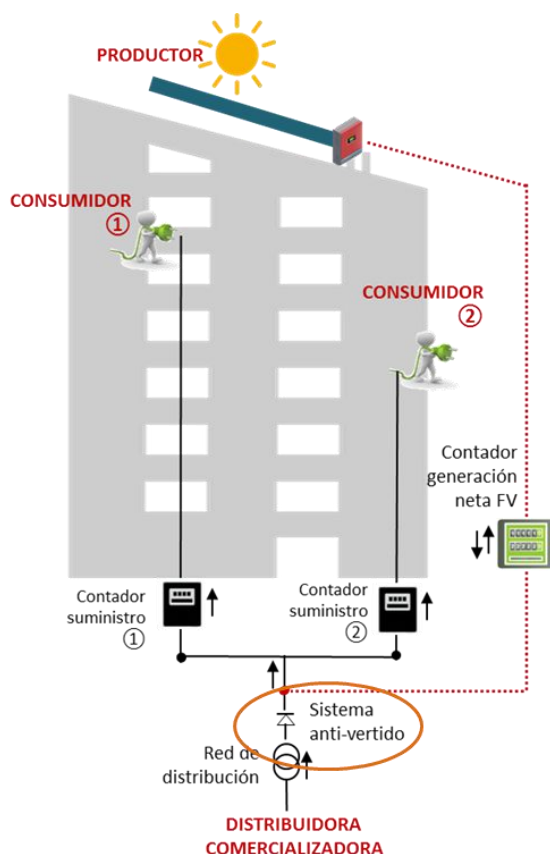 PRODUCTOR
CONSUMIDOR
①
CONSUMIDOR
②
Contador
generación
neta FV
Contador
suministro
①
Contador
suministro
②
Sistema
anti-vertido
Red de
distribución
DISTRIBUIDORA
COMERCIALIZADORA